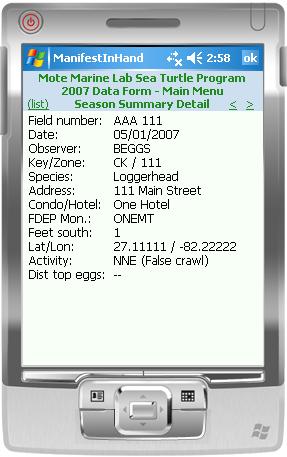 ManifestInHand 2:58 ok
Mote Marine Lab Sea Turtle Program
2007 Data Form - Main Menu
(list) Season Summary Detail < >
Field number: AAA 111
Date: 05/01/2007
Observer: BEGGS
Key/Zone: CK / 111
Species: Loggerhead
Address: 111 Main Street
Condo/Hotel: One Hotel
FDEP Mon.: ONEMT
Feet south: 1
Lat/Lon: 27.11111 / -82.22222
Activity: NNE (False crawl)
Dist top eggs: --